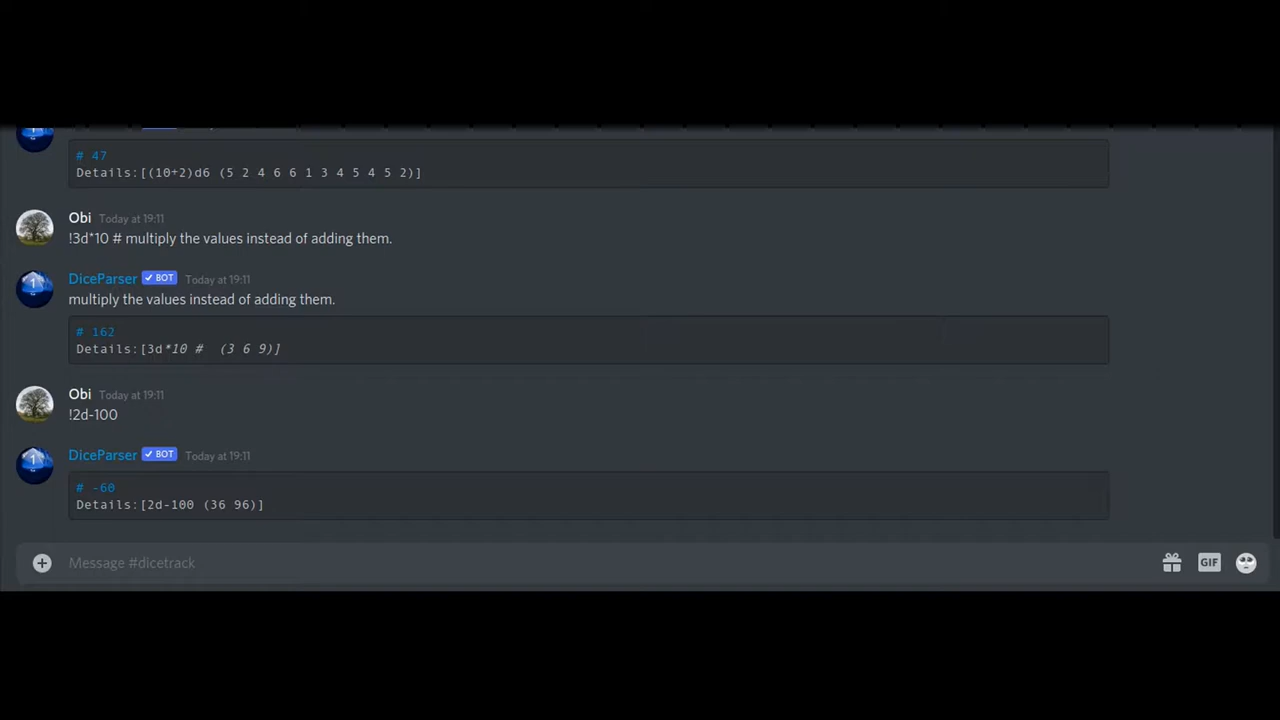 # 47
Details:[(10+2)d6 (5 2 4 6 6 1 3 4 5 4 5 2)]
Obi Today at 19:11
!3d*10 # multiply the values instead of adding them.
DiceParser ✔ BOT Today at 19:11
multiply the values instead of adding them.
# 162
Details:[3d*10 #  (3 6 9)]
Obi Today at 19:11
!2d-100
DiceParser ✔ BOT Today at 19:11
# -60
Details:[2d-100 (36 96)]
Message #dicetrack
GIF